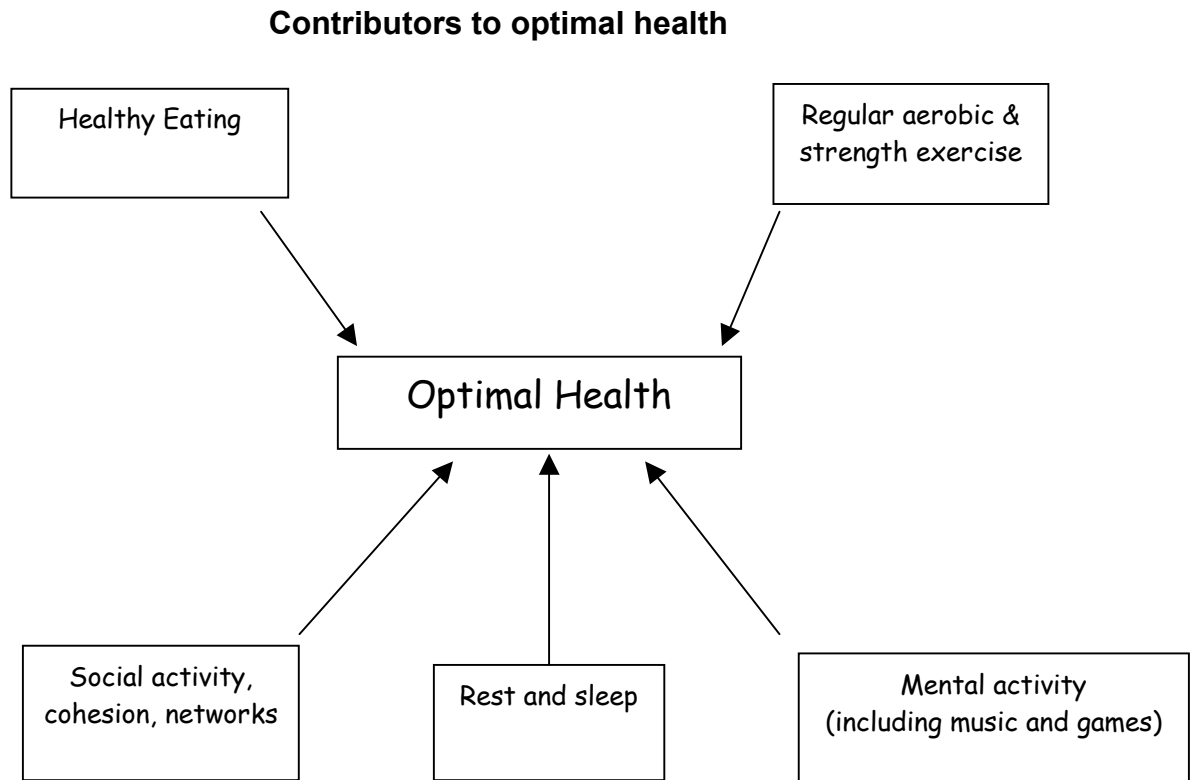 Contributors to optimal health
Healthy Eating
Regular aerobic &
strength exercise
Optimal Health
Social activity,
cohesion, networks
Rest and sleep
Mental activity
(including music and games)